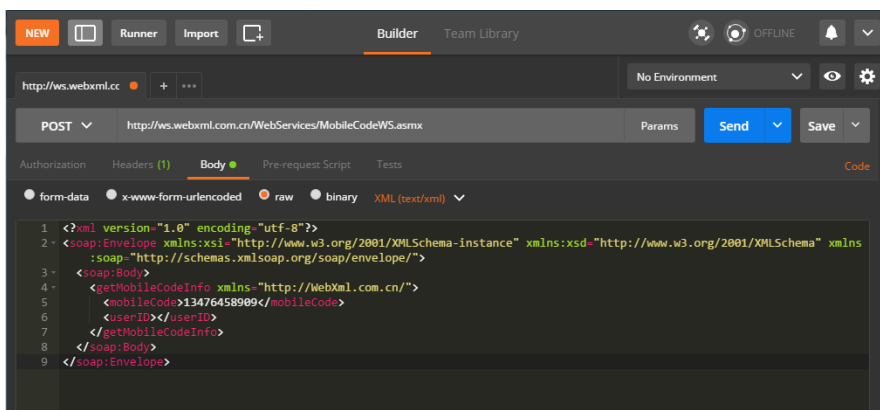 NEW Runner Import Builder Team Library OFFLINE
http://ws.webxml.cc + ••• No Environment
POST http://ws.webxml.com.cn/WebServices/MobileCodeWS.asmx Params Send Save
Authorization Headers (1) Body Pre-request Script Tests Code
form-data x-www-form-urlencoded raw binary XML (text/xml)
1 <?xml version="1.0" encoding="utf-8"?>
2 <soap:Envelope xmlns:xsi="http://www.w3.org/2001/XMLSchema-instance" xmlns:xsd="http://www.w3.org/2001/XMLSchema" xmlns
:soap="http://schemas.xmlsoap.org/soap/envelope/">
3 <soap:Body>
4 <getMobileCodeInfo xmlns="http://WebXml.com.cn/">
5 <mobileCode>13476458909</mobileCode>
6 <userID></userID>
7 </getMobileCodeInfo>
8 </soap:Body>
9 </soap:Envelope>